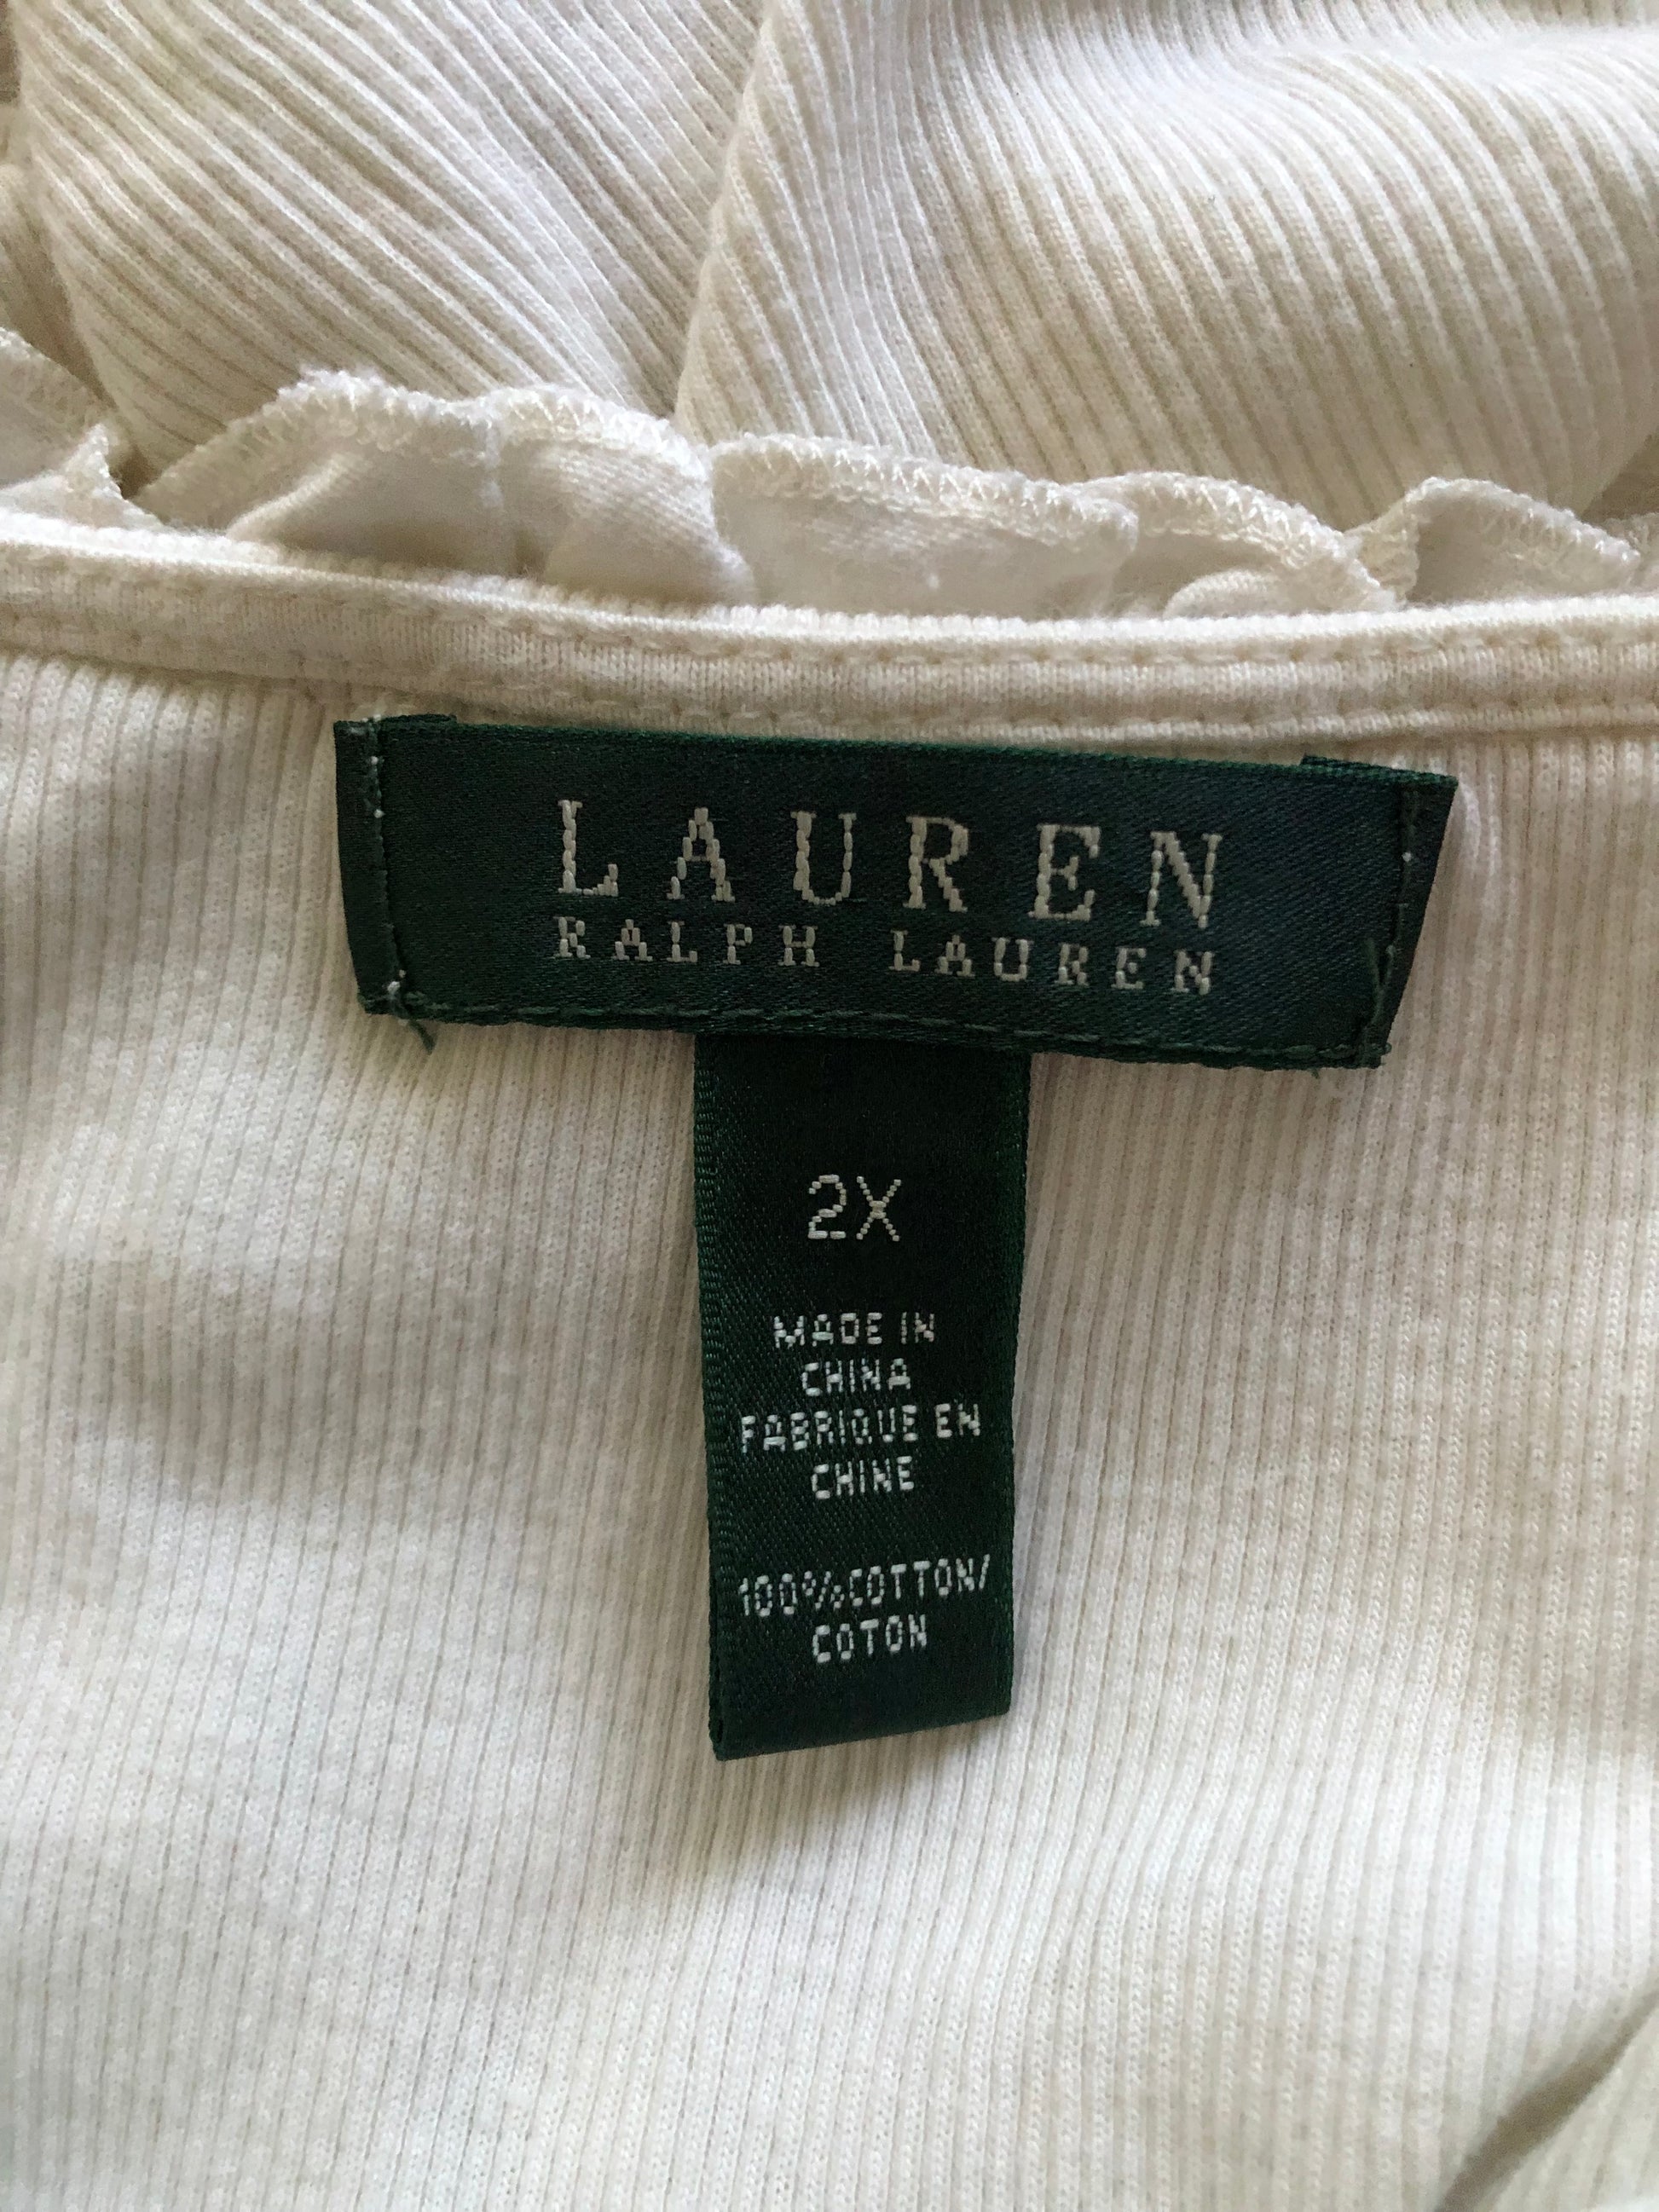 LAUREN
RALPH LAUREN
2X
MADE IN
CHINA
FABRIQUE EN
CHINE
100%COTTON/
COTON